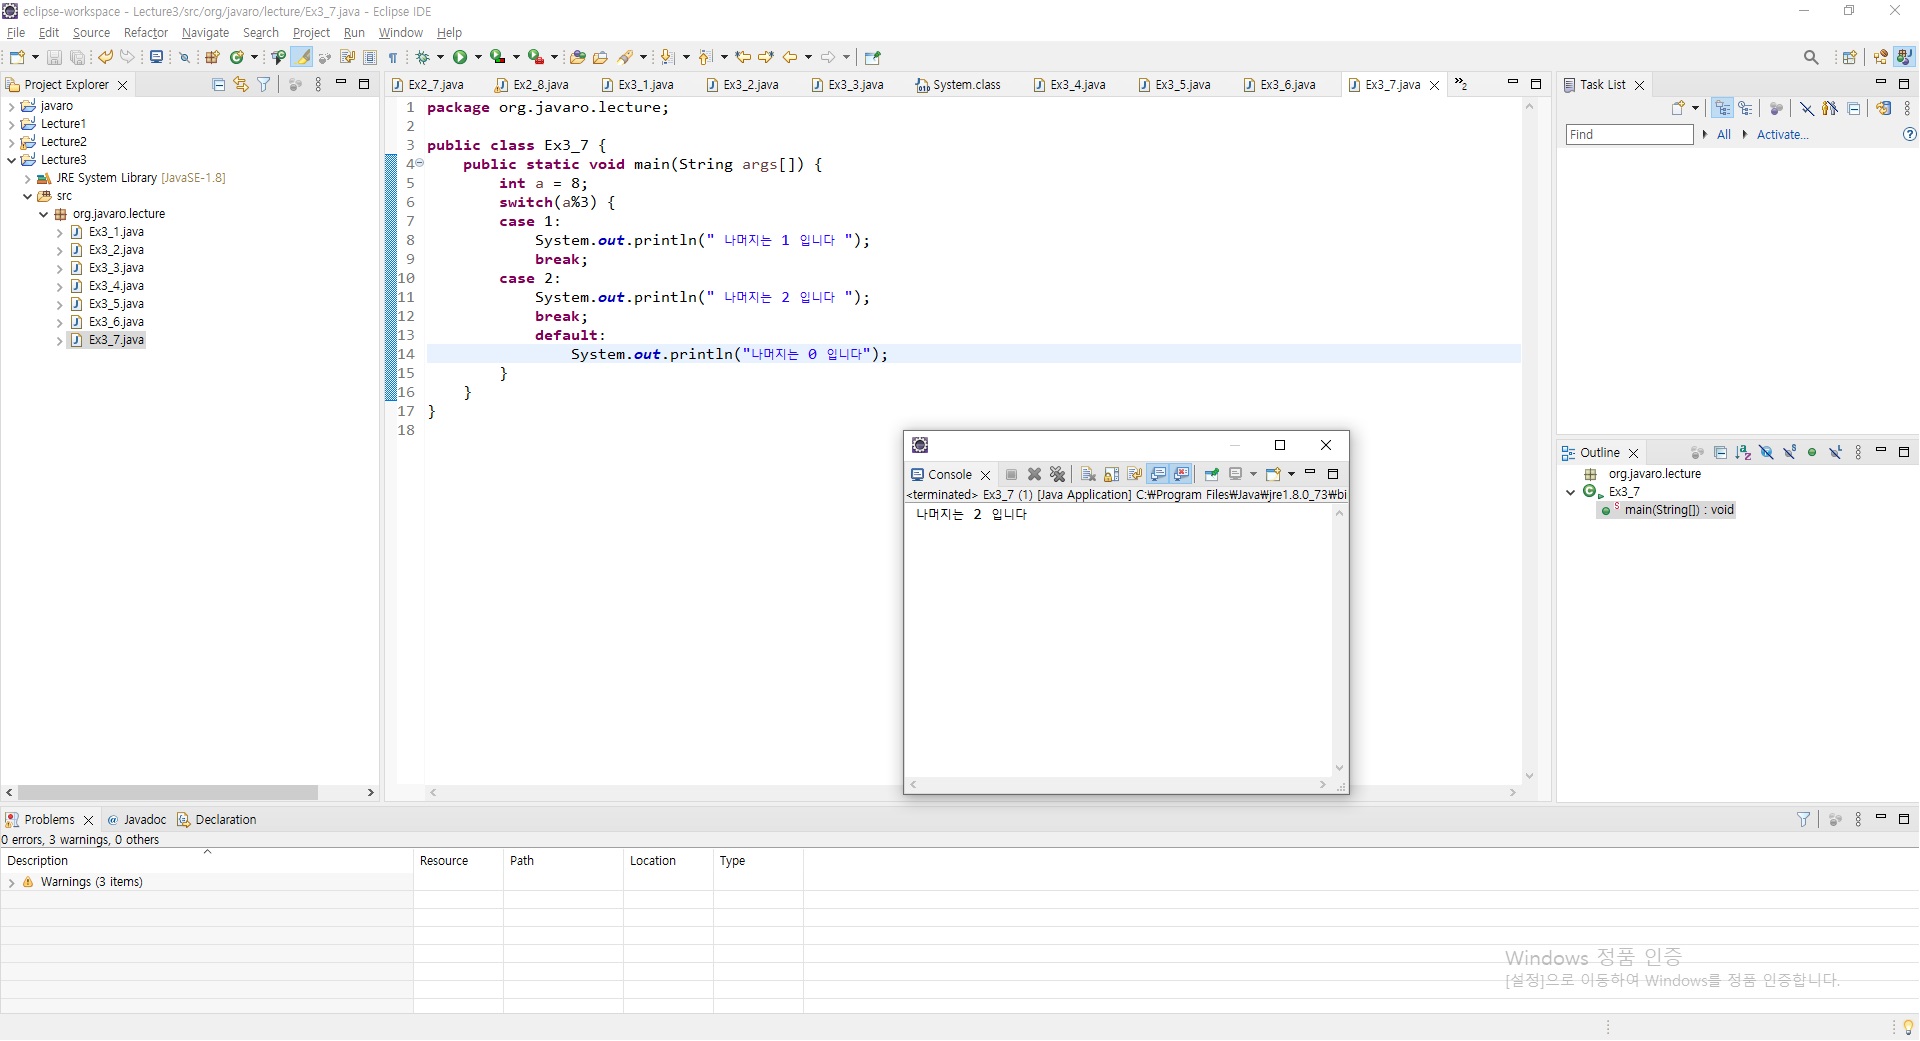 eclipse-workspace - Lecture3/src/org/javaro/lecture/Ex3_7.java - Eclipse IDE
File Edit Source Refactor Navigate Search Project Run Window Help
Project Explorer
javaro
Lecture1
Lecture2
Lecture3
JRE System Library [JavaSE-1.8]
src
org.javaro.lecture
Ex3_1.java
Ex3_2.java
Ex3_3.java
Ex3_4.java
Ex3_5.java
Ex3_6.java
Ex3_7.java
Ex2_7.java Ex2_8.java Ex3_1.java Ex3_2.java Ex3_3.java System.class Ex3_4.java Ex3_5.java Ex3_6.java Ex3_7.java »2
1 package org.javaro.lecture;
2
3 public class Ex3_7 {
4 public static void main(String args[]) {
5 int a = 8;
6 switch(a%3) {
7 case 1:
8 System.out.println(" 나머지는 1 입니다 ");
9 break;
10 case 2:
11 System.out.println(" 나머지는 2 입니다 ");
12 break;
13 default:
14 System.out.println("나머지는 0 입니다");
15 }
16 }
17 }
18
Console
<terminated> Ex3_7 (1) [Java Application] C:₩Program Files₩Java₩jre1.8.0_73₩bi
나머지는 2 입니다
Task List
Find All Activate...
Outline
org.javaro.lecture
Ex3_7
main(String[]) : void
Problems @ Javadoc Declaration
0 errors, 3 warnings, 0 others
Description Resource Path Location Type
Warnings (3 items)
Windows 정품 인증
[설정]으로 이동하여 Windows를 정품 인증합니다.